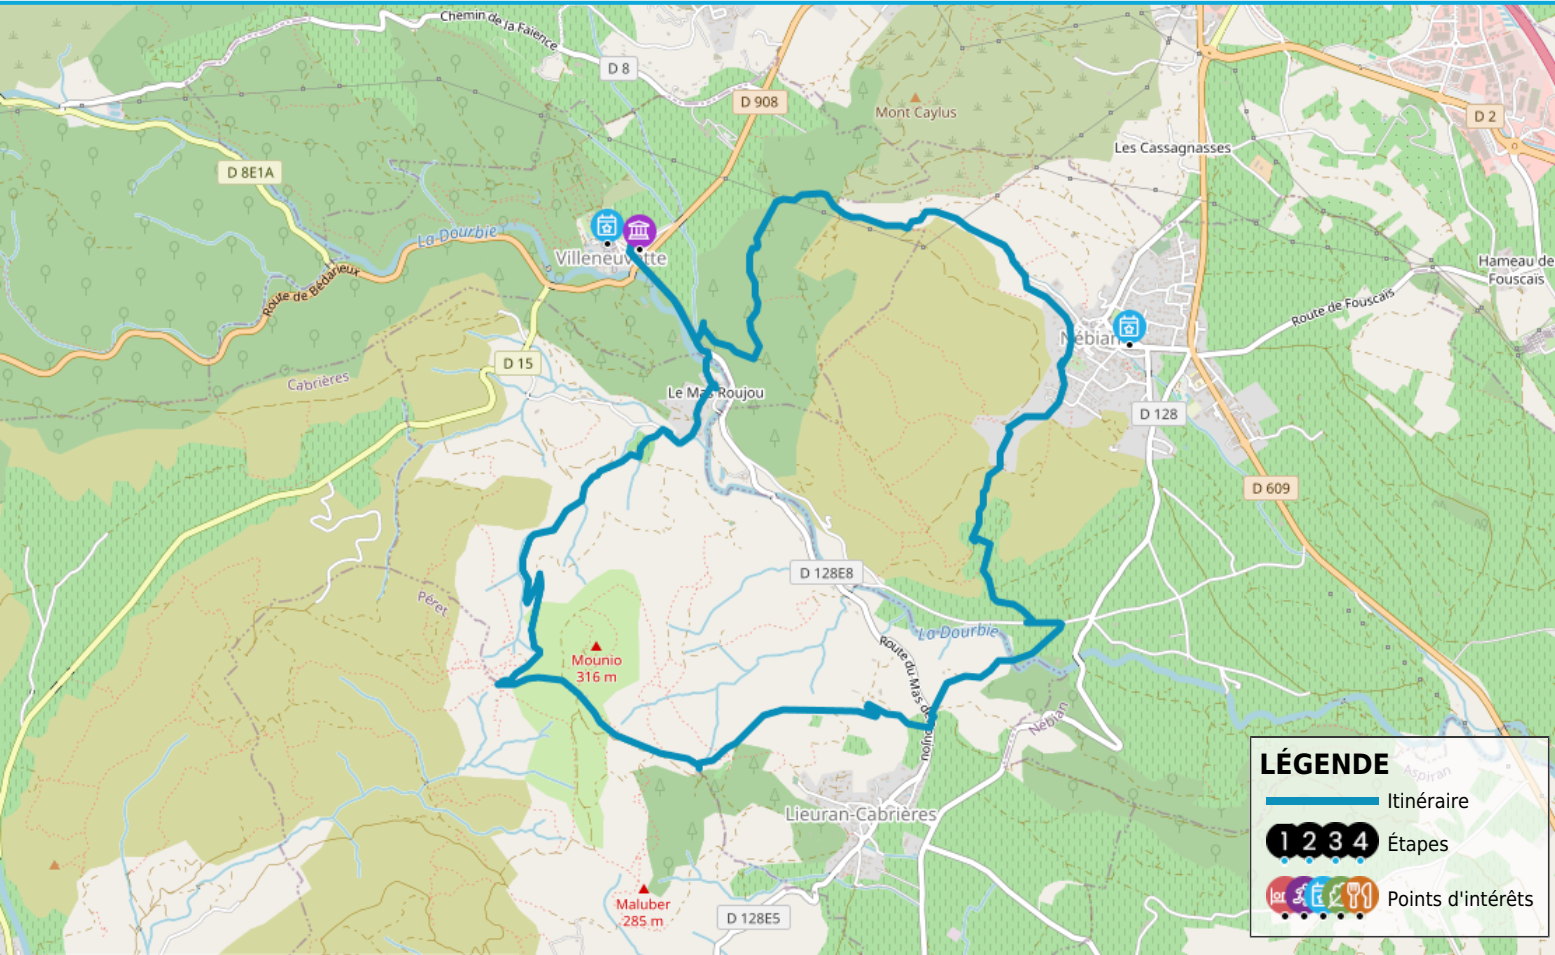 Chemin de la Faïence
D 8
D 908
Mont Caylus
D 2
Les Cassagnasses
D 8E1A
La Dourbie
Villeneuvette
Route de Bédarieux
Hameau de
Fouscais
Route de Fouscais
Nébian
D 15
Cabrières
Le Mas Roujou
D 128
D 609
D 128E8
Péret
La Dourbie
Mounio
316 m
Route du Mas de Roujou
Nébian
Aspiran
Lieuran-Cabrières
Maluber
285 m
D 128E5
LÉGENDE
Itinéraire
1 2 3 4
Étapes
Points d'intérêts